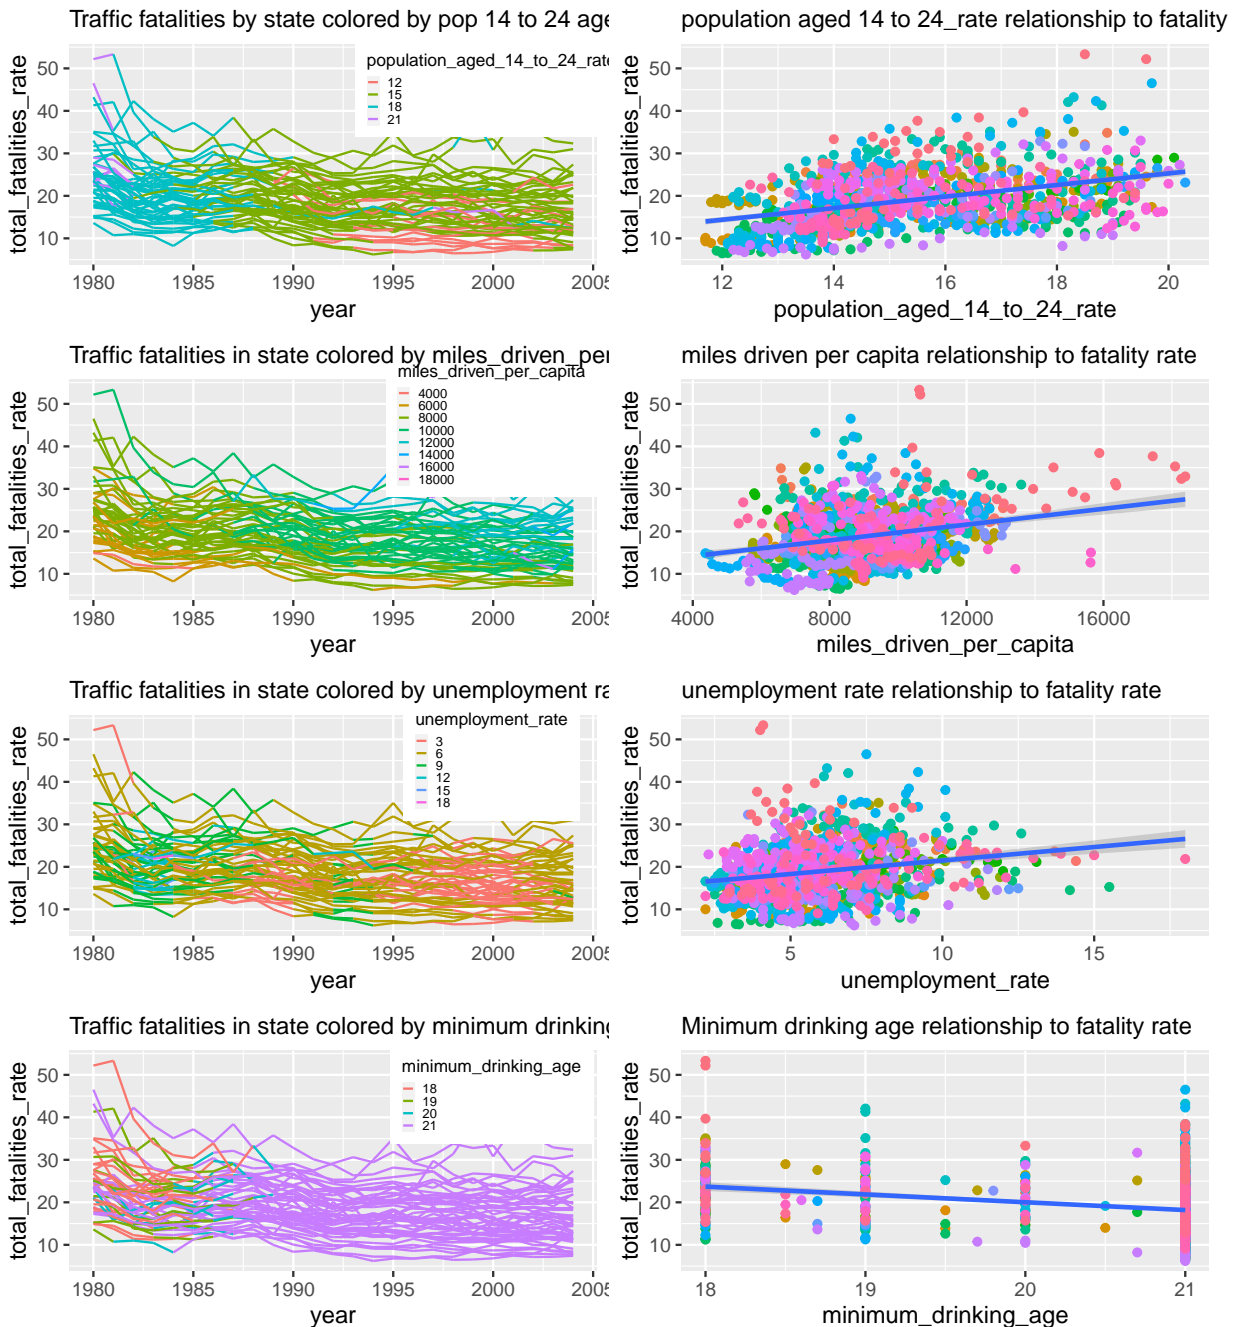 Traffic fatalities by state colored by pop 14 to 24 age
total_fatalities_rate
50
40
30
20
10
population_aged_14_to_24_rate
12
15
18
21
1980 1985 1990 1995 2000 2005
year
population aged 14 to 24_rate relationship to fatality
total_fatalities_rate
50
40
30
20
10
12 14 16 18 20
population_aged_14_to_24_rate
Traffic fatalities in state colored by miles_driven_per
total_fatalities_rate
50
40
30
20
10
miles_driven_per_capita
4000
6000
8000
10000
12000
14000
16000
18000
1980 1985 1990 1995 2000 2005
year
miles driven per capita relationship to fatality rate
total_fatalities_rate
50
40
30
20
10
4000 8000 12000 16000
miles_driven_per_capita
Traffic fatalities in state colored by unemployment ra
total_fatalities_rate
50
40
30
20
10
unemployment_rate
3
6
9
12
15
18
1980 1985 1990 1995 2000 2005
year
unemployment rate relationship to fatality rate
total_fatalities_rate
50
40
30
20
10
5 10 15
unemployment_rate
Traffic fatalities in state colored by minimum drinking
total_fatalities_rate
50
40
30
20
10
minimum_drinking_age
18
19
20
21
1980 1985 1990 1995 2000 2005
year
Minimum drinking age relationship to fatality rate
total_fatalities_rate
50
40
30
20
10
18 19 20 21
minimum_drinking_age